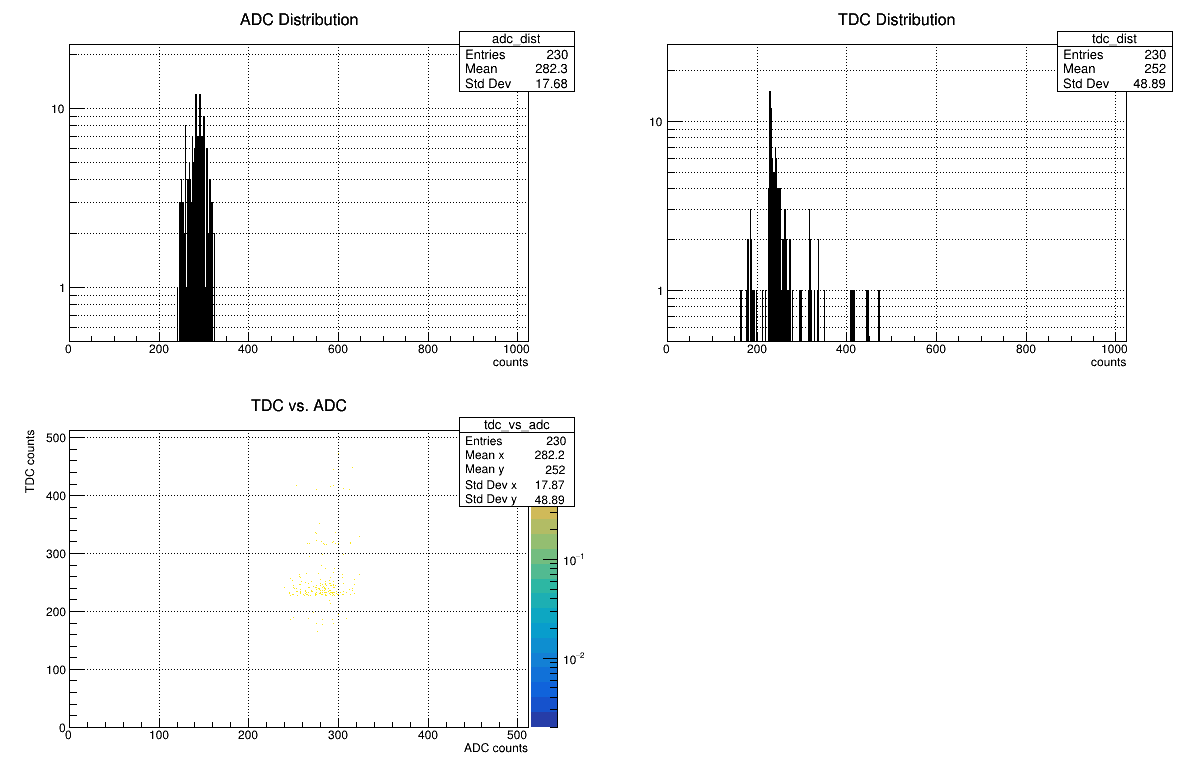 ADC Distribution
adc_dist
Entries 230
Mean 282.3
Std Dev 17.68
10
1
0 200 400 600 800 1000
counts
TDC Distribution
tdc_dist
Entries 230
Mean 252
Std Dev 48.89
10
1
0 200 400 600 800 1000
counts
TDC vs. ADC
tdc_vs_adc
Entries 230
Mean x 282.2
Mean y 252
Std Dev x 17.87
Std Dev y 48.89
TDC counts
500
400
300
200
100
0
0 100 200 300 400 500
ADC counts
10⁻¹
10⁻²